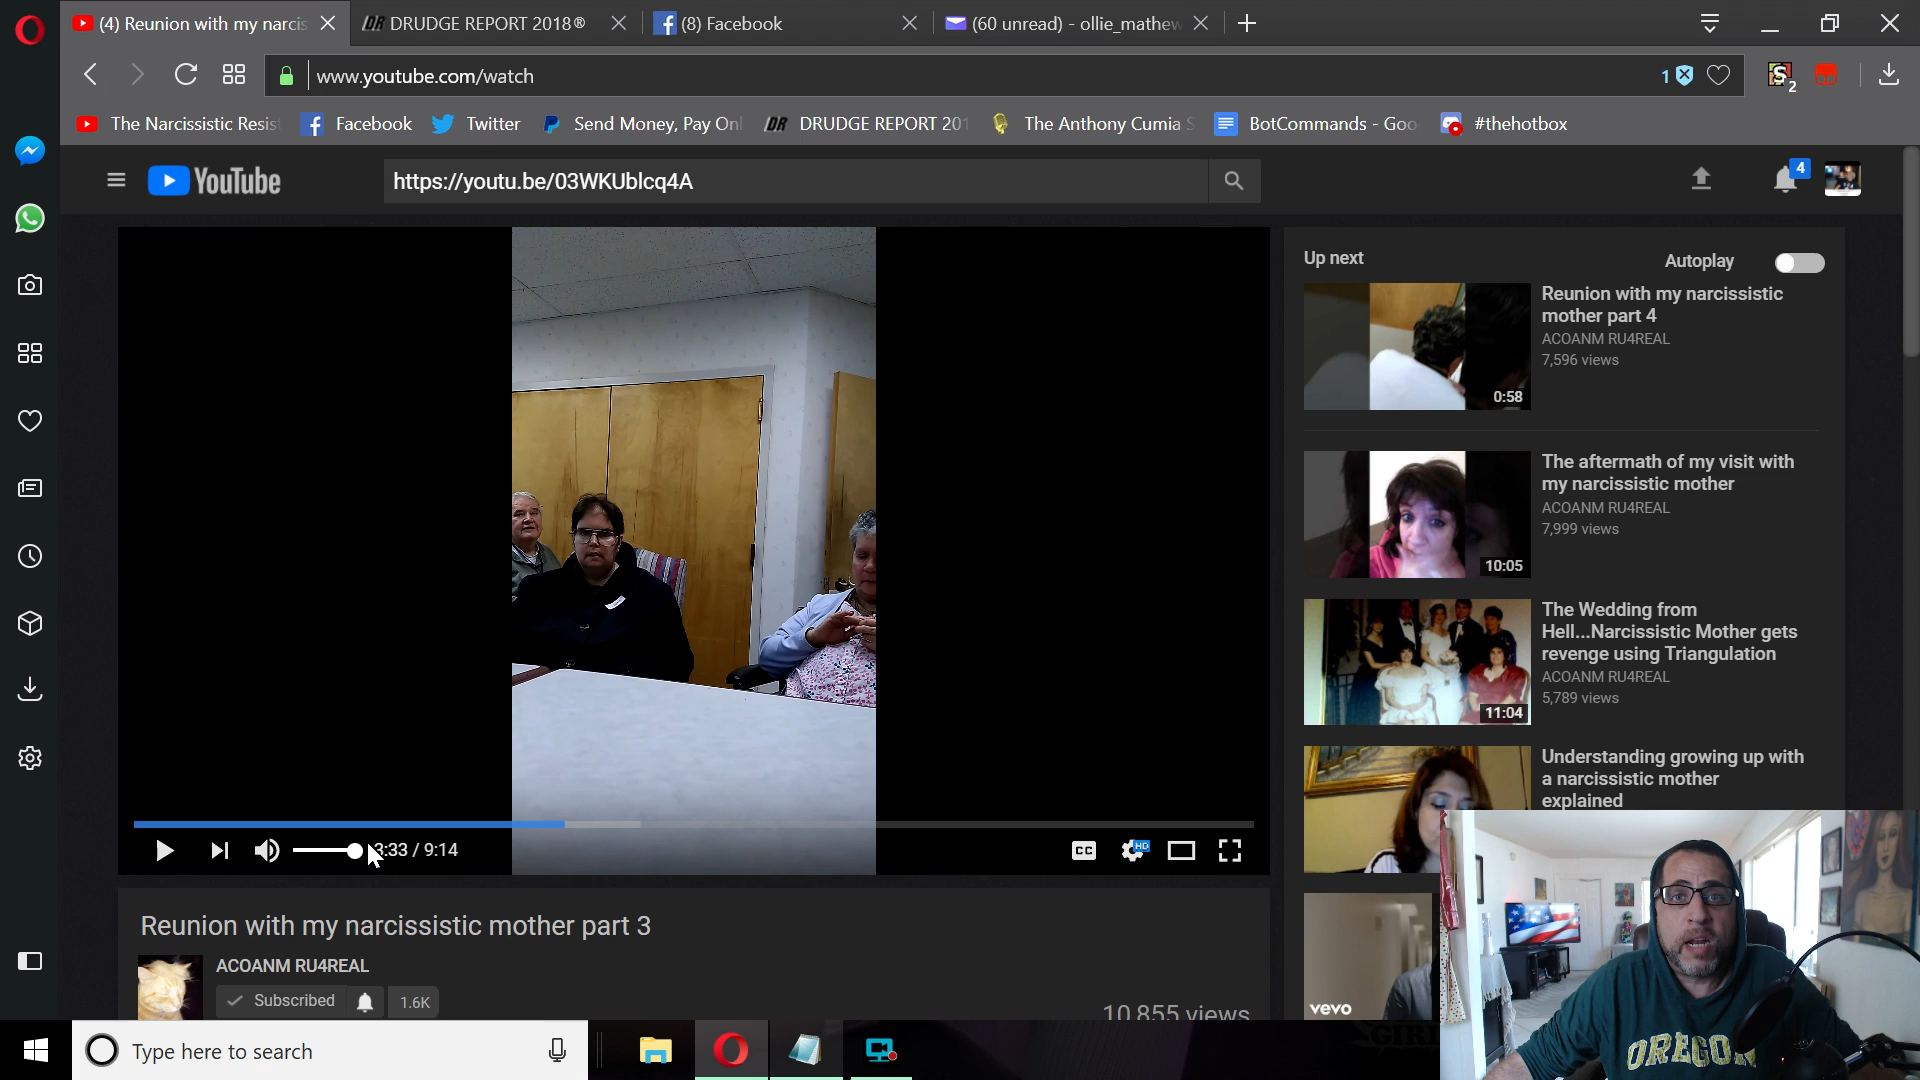 (4) Reunion with my narcis
DRUDGE REPORT 2018®
(8) Facebook
(60 unread) - ollie_mathew
www.youtube.com/watch
1
2
The Narcissistic Resis
Facebook
Twitter
Send Money, Pay Onl
DRUDGE REPORT 201
The Anthony Cumia S
BotCommands - Goo
#thehotbox
YouTube
https://youtu.be/03WKUblcq4A
4
Up next
Autoplay
Reunion with my narcissistic
mother part 4
ACOANM RU4REAL
7,596 views
0:58
The aftermath of my visit with
my narcissistic mother
ACOANM RU4REAL
7,999 views
10:05
The Wedding from
Hell...Narcissistic Mother gets
revenge using Triangulation
ACOANM RU4REAL
5,789 views
11:04
Understanding growing up with
a narcissistic mother
explained
vevo
3:33 / 9:14
CC
HD
Reunion with my narcissistic mother part 3
ACOANM RU4REAL
Subscribed
1.6K
10,855 views
Type here to search
OREGON